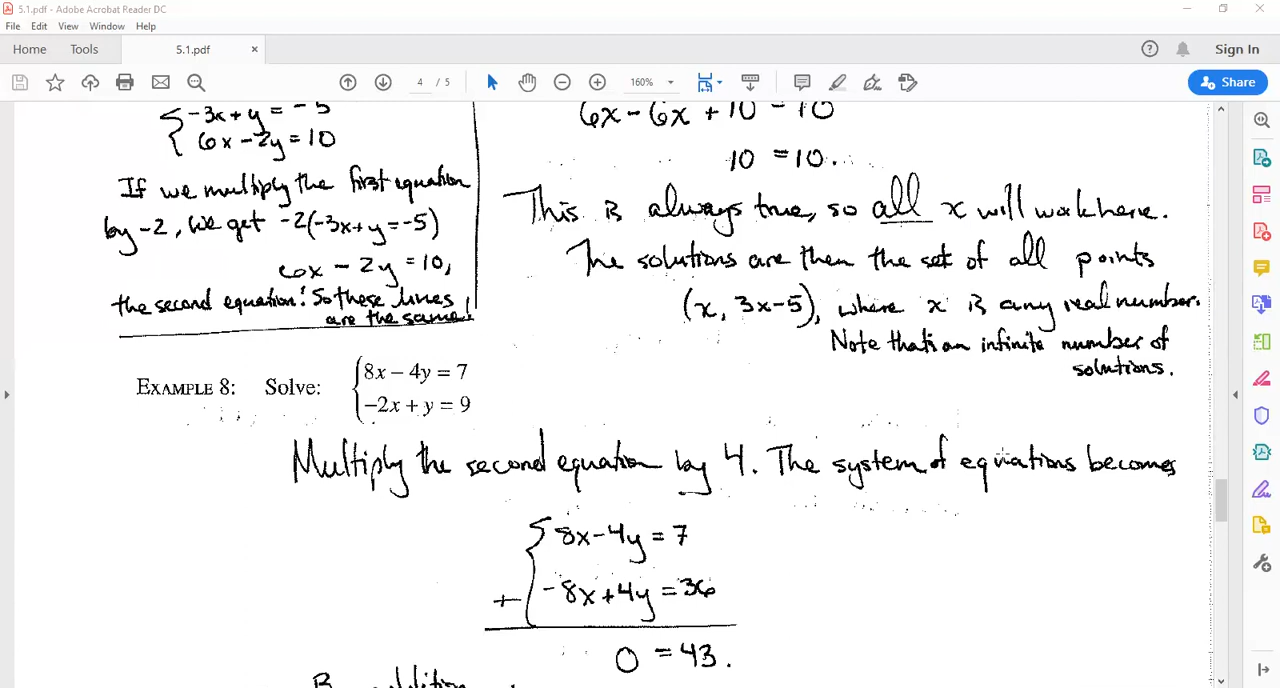 5.1.pdf - Adobe Acrobat Reader DC
File Edit View Window Help
Home Tools 5.1.pdf × Sign In
4 / 5 160% Share
{ -3x + y = -5
6x - 2y = 10
If we multiply the first equation
by -2, we get -2(-3x + y = -5)
6x - 2y = 10,
the second equation! So these lines
are the same!
6x - 6x + 10 = 10
10 = 10.
This is always true, so all x will work here.
The solutions are then the set of all points
(x, 3x-5), where x is any real number.
Note that's an infinite number of
solutions.
EXAMPLE 8: Solve: { 8x − 4y = 7
−2x + y = 9
Multiply the second equation by 4. The system of equations becomes
{ 8x - 4y = 7
+ -8x + 4y = 36
0 = 43.
addition